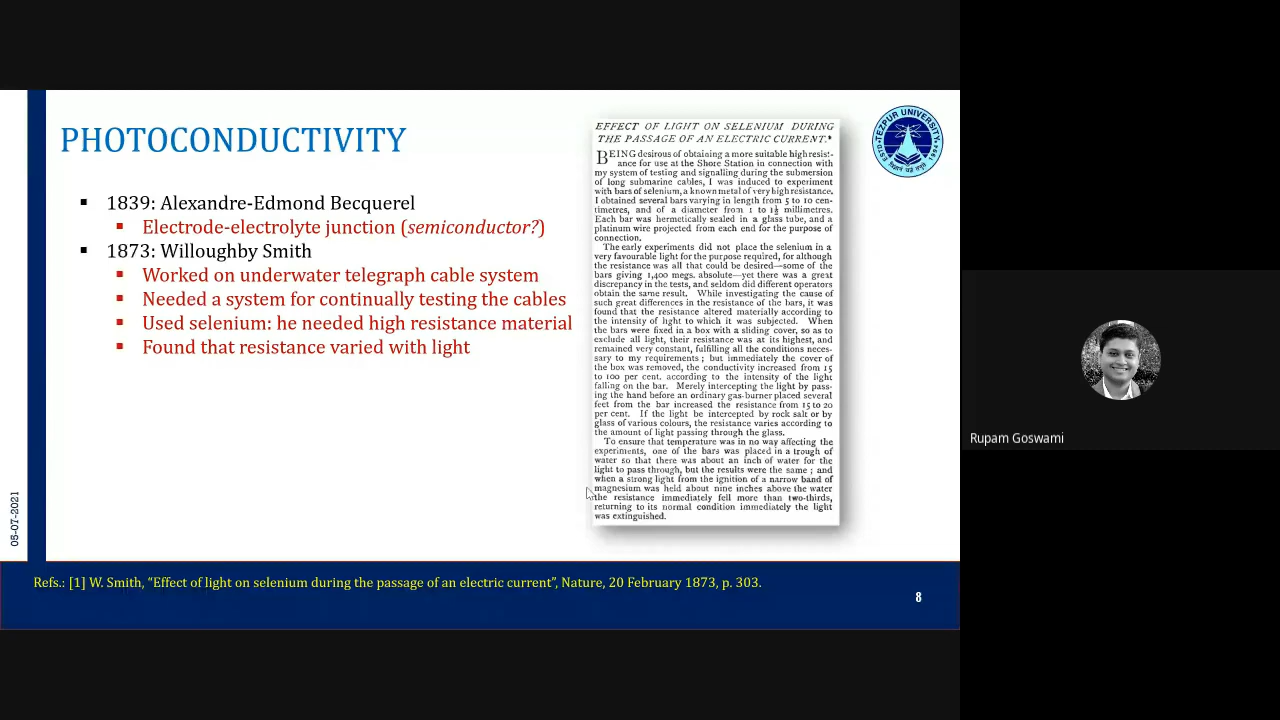 PHOTOCONDUCTIVITY
▪ 1839: Alexandre-Edmond Becquerel
▪ Electrode-electrolyte junction (semiconductor?)
▪ 1873: Willoughby Smith
▪ Worked on underwater telegraph cable system
▪ Needed a system for continually testing the cables
▪ Used selenium: he needed high resistance material
▪ Found that resistance varied with light
EFFECT OF LIGHT ON SELENIUM DURING
THE PASSAGE OF AN ELECTRIC CURRENT.*
BEING desirous of obtaining a more suitable high resist-
ance for use at the Shore Station in connection with
my system of testing and signalling during the submersion
of long submarine cables, I was induced to experiment
with bars of selenium, a known metal of very high resistance.
I obtained several bars varying in length from 5 to 10 cen-
timetres, and of a diameter from 1 to 1½ millimetres.
Each bar was hermetically sealed in a glass tube, and a
platinum wire projected from each end for the purpose of
connection.
The early experiments did not place the selenium in a
very favourable light for the purpose required, for although
the resistance was all that could be desired—some of the
bars giving 1,400 megs. absolute—yet there was a great
discrepancy in the tests, and seldom did different operators
obtain the same result. While investigating the cause of
such great differences in the resistance of the bars, it was
found that the resistance altered materially according to
the intensity of light to which it was subjected. When
the bars were fixed in a box with a sliding cover, so as to
exclude all light, their resistance was at its highest, and
remained very constant, fulfilling all the conditions neces-
sary to my requirements; but immediately the cover of
the box was removed, the conductivity increased from 15
to 100 per cent. according to the intensity of the light
falling on the bar. Merely intercepting the light by pass-
ing the hand before an ordinary gas-burner placed several
feet from the bar increased the resistance from 15 to 20
per cent. If the light be intercepted by rock salt or by
glass of various colours, the resistance varies according to
the amount of light passing through the glass.
To ensure that temperature was in no way affecting the
experiments, one of the bars was placed in a trough of
water so that there was about an inch of water for the
light to pass through, but the results were the same; and
when a strong light from the ignition of a narrow band of
magnesium was held about nine inches above the water
the resistance immediately fell more than two-thirds,
returning to its normal condition immediately the light
was extinguished.
TEZPUR UNIVERSITY
Rupam Goswami
08-07-2021
Refs.: [1] W. Smith, “Effect of light on selenium during the passage of an electric current”, Nature, 20 February 1873, p. 303.
8